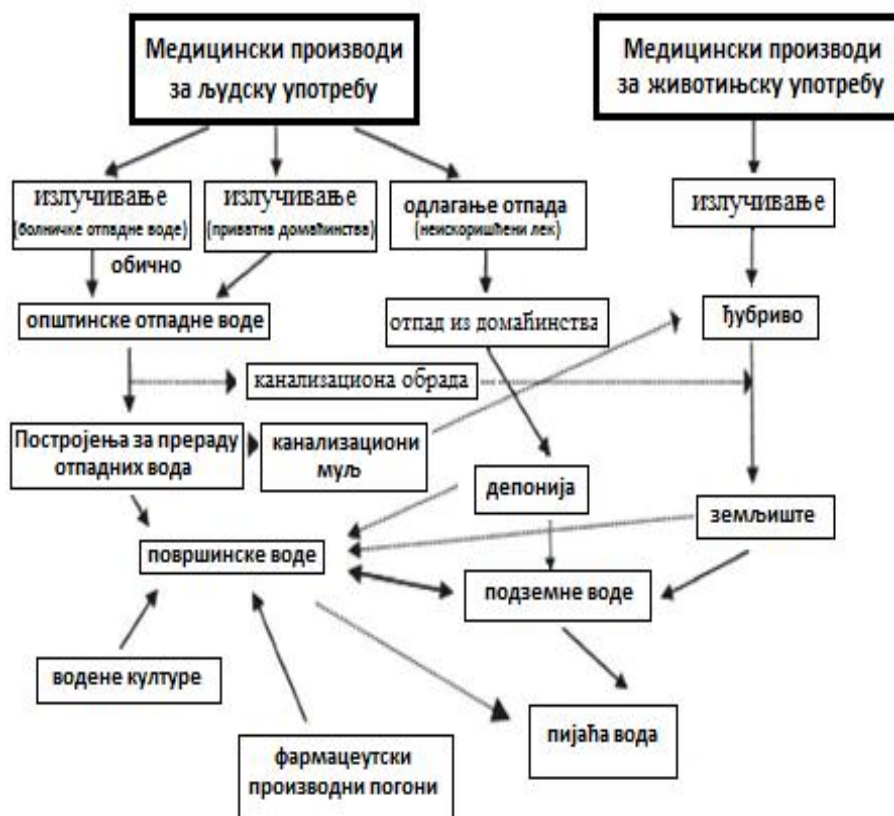 Медицински производи
за људску употребу
Медицински производи
за животињску употребу
излучивање
(болничке отпадне воде)
излучивање
(приватна домаћинства)
одлагање отпада
(неискоришћени лек)
излучивање
обично
општинске отпадне воде
отпад из домаћинства
ђубриво
канализациона обрада
Постројења за прераду
отпадних вода
канализациони
муљ
депонија
земљиште
површинске воде
подземне воде
водене културе
пијаћа вода
фармацеутски
производни погони